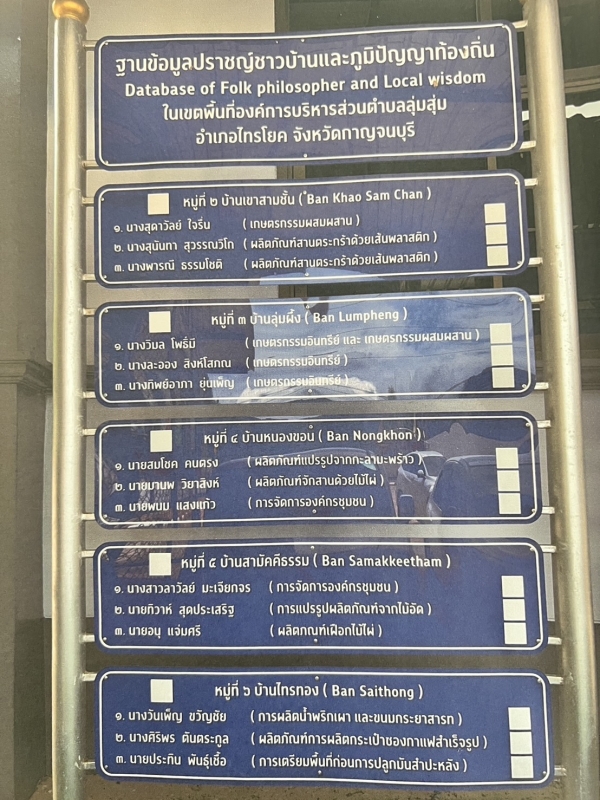 ฐานข้อมูลปราชญ์ชาวบ้านและภูมิปัญญาท้องถิ่น
Database of Folk philosopher and Local wisdom
ในเขตพื้นที่องค์การบริหารส่วนตำบลลุ่มสุ่ม
อำเภอไทรโยค จังหวัดกาญจนบุรี
หมู่ที่ ๒ บ้านเขาสามชั้น ( Ban Khao Sam Chan )
๑. นางสุดาวัลย์ ใจรื่น ( เกษตรกรรมผสมผสาน )
๒. นางสุนันทา สุวรรณวิโก ( ผลิตภัณฑ์สานตระกร้าด้วยเส้นพลาสติก )
๓. นางพารณี ธรรมโชติ ( ผลิตภัณฑ์สานตระกร้าด้วยเส้นพลาสติก )
หมู่ที่ ๓ บ้านลุ่มผึ้ง ( Ban Lumpheng )
๑. นางวิมล โพธิ์มี ( เกษตรกรรมอินทรีย์ และ เกษตรกรรมผสมผสาน )
๒. นางละออง สิงห์โสภณ ( เกษตรกรรมอินทรีย์ )
๓. นางทิพย์อาภา ยุ่นเพ็ญ ( เกษตรกรรมอินทรีย์ )
หมู่ที่ ๔ บ้านหนองขอน ( Ban Nongkhon )
๑. นายสมโชค คนตรง ( ผลิตภัณฑ์แปรรูปจากกะลามะพร้าว )
๒. นายมานพ วิยาสิงห์ ( ผลิตภัณฑ์จักสานด้วยไม้ไผ่ )
๓. นายพนม แสงแก้ว ( การจัดการองค์กรชุมชน )
หมู่ที่ ๕ บ้านสามัคคีธรรม ( Ban Samakkeetham )
๑. นางสาวลาวัลย์ มะเจียกจร ( การจัดการองค์กรชุมชน )
๒. นายทิวาห์ สุดประเสริฐ ( การแปรรูปผลิตภัณฑ์จากไม้อัด )
๓. นายอนุ แจ่มศรี ( ผลิตภัณฑ์เฝือกไม้ไผ่ )
หมู่ที่ ๖ บ้านไทรทอง ( Ban Saithong )
๑. นางวันเพ็ญ ขวัญชัย ( การผลิตน้ำพริกเผา และขนมกระยาสารท )
๒. นางศิริพร ตันตระกูล ( ผลิตภัณฑ์การผลิตกระเป๋าซองกาแฟสำเร็จรูป )
๓. นายประทิน พันธุ์เชื้อ ( การเตรียมพื้นที่ก่อนการปลูกมันสำปะหลัง )